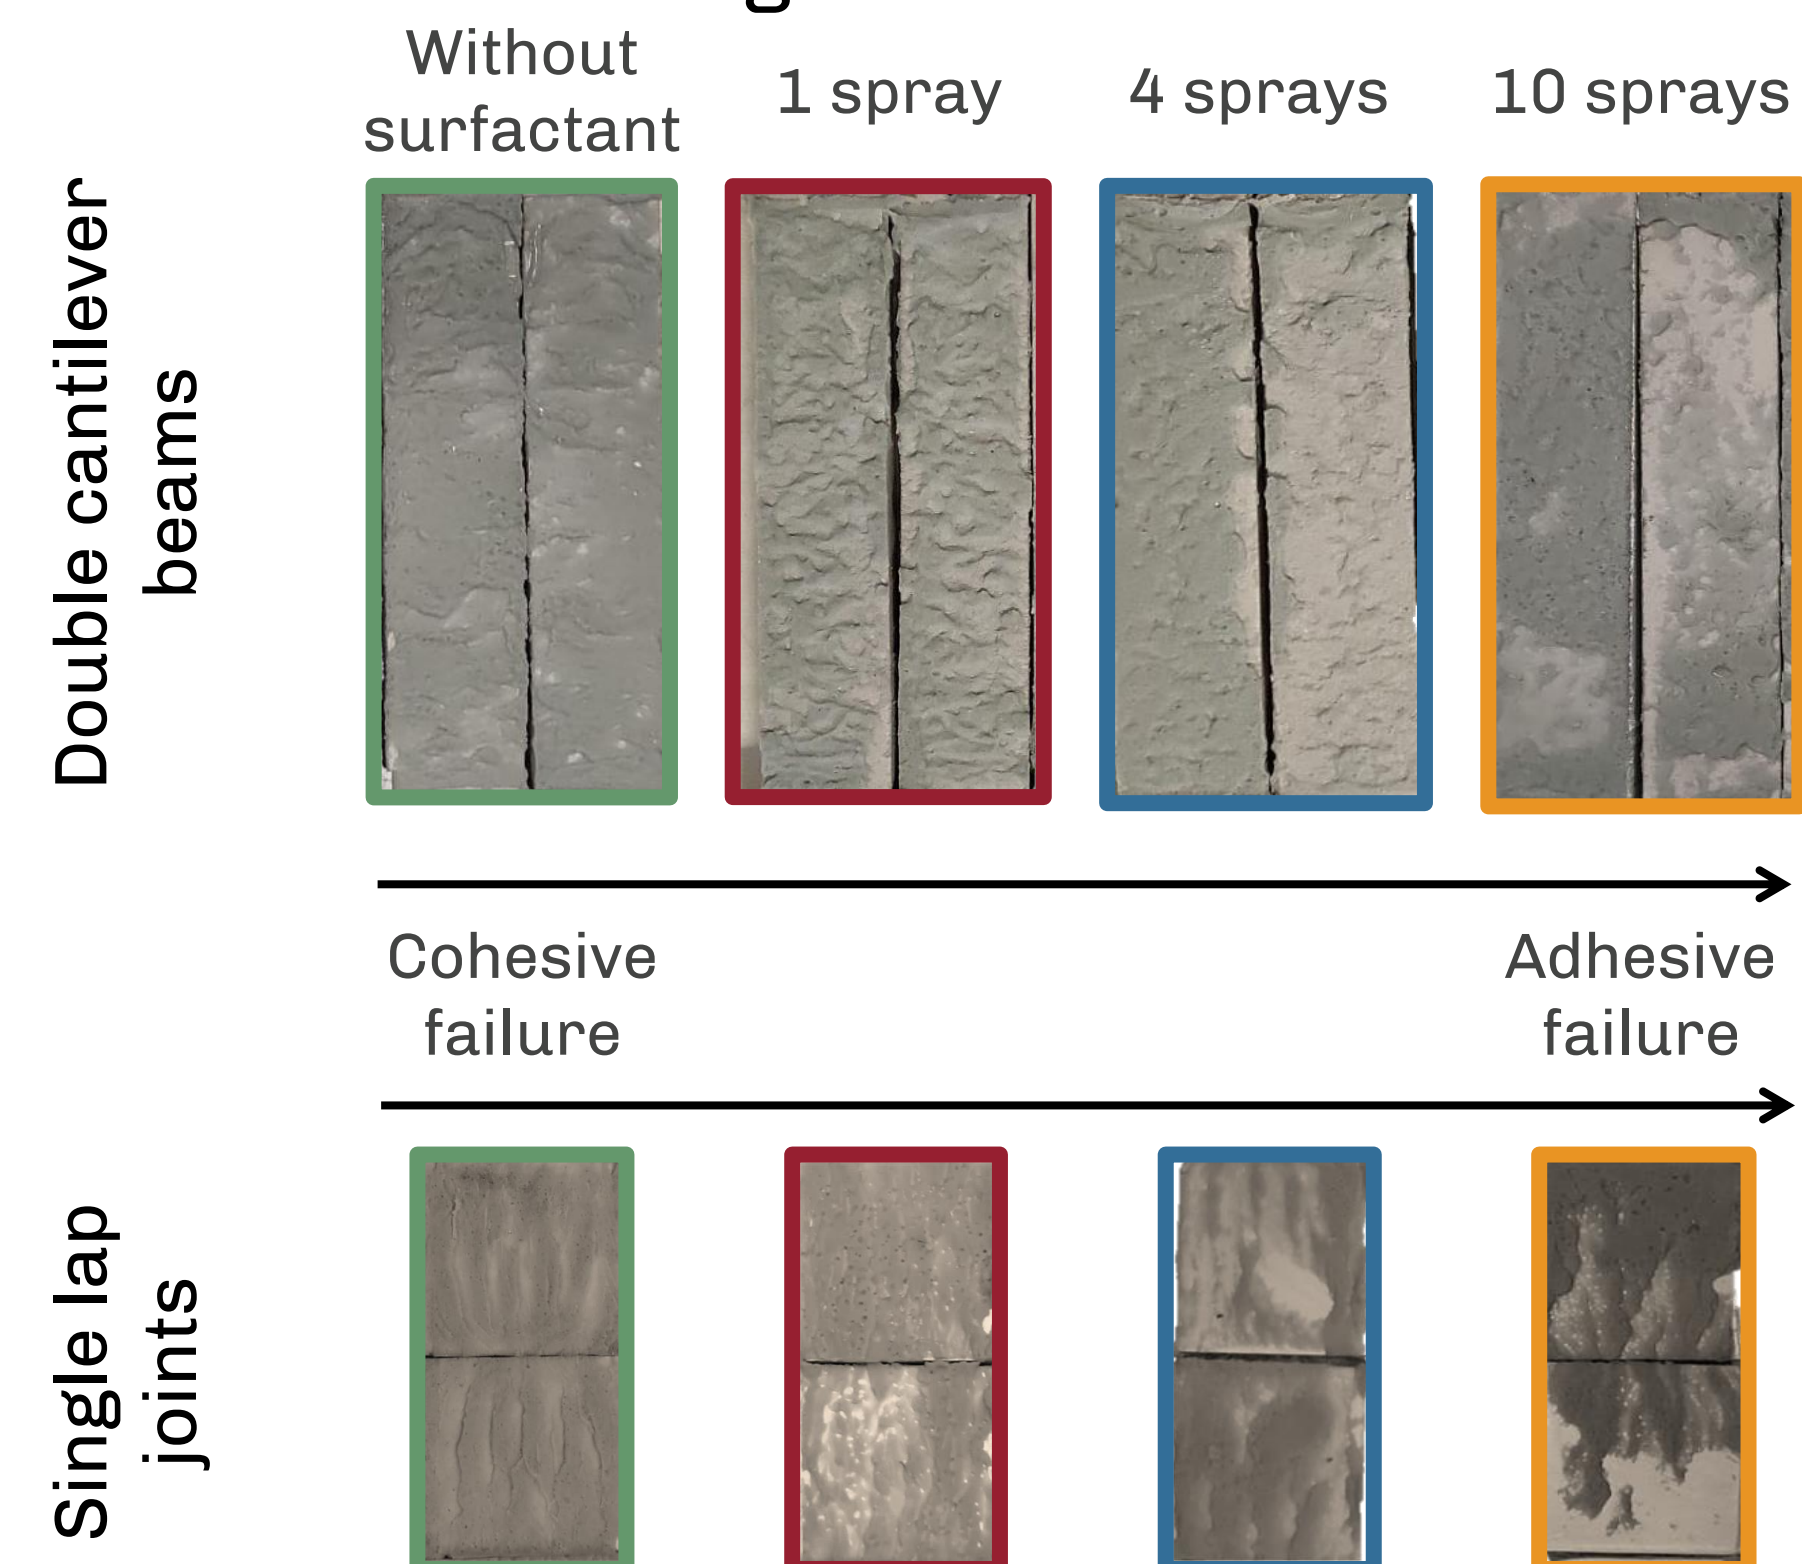 Without
surfactant
1 spray
4 sprays
10 sprays
Double cantilever
beams
Cohesive
failure
Adhesive
failure
Single lap
joints